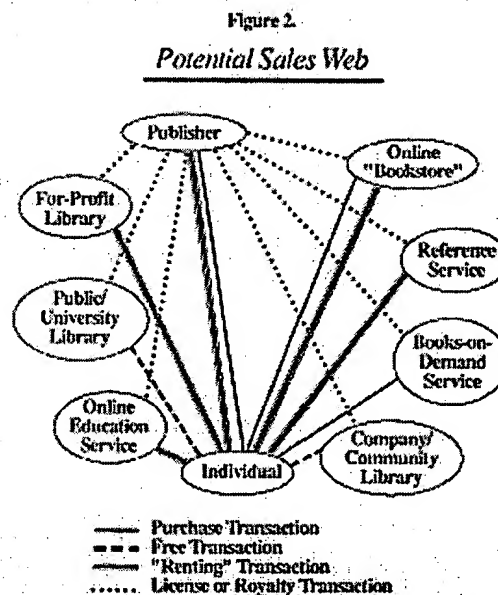 Figure 2.
Potential Sales Web
Publisher
Online
"Bookstore"
For-Profit
Library
Reference
Service
Public/
University
Library
Books-on-
Demand
Service
Online
Education
Service
Company/
Community
Library
Individual
Purchase Transaction
Free Transaction
"Renting" Transaction
License or Royalty Transaction